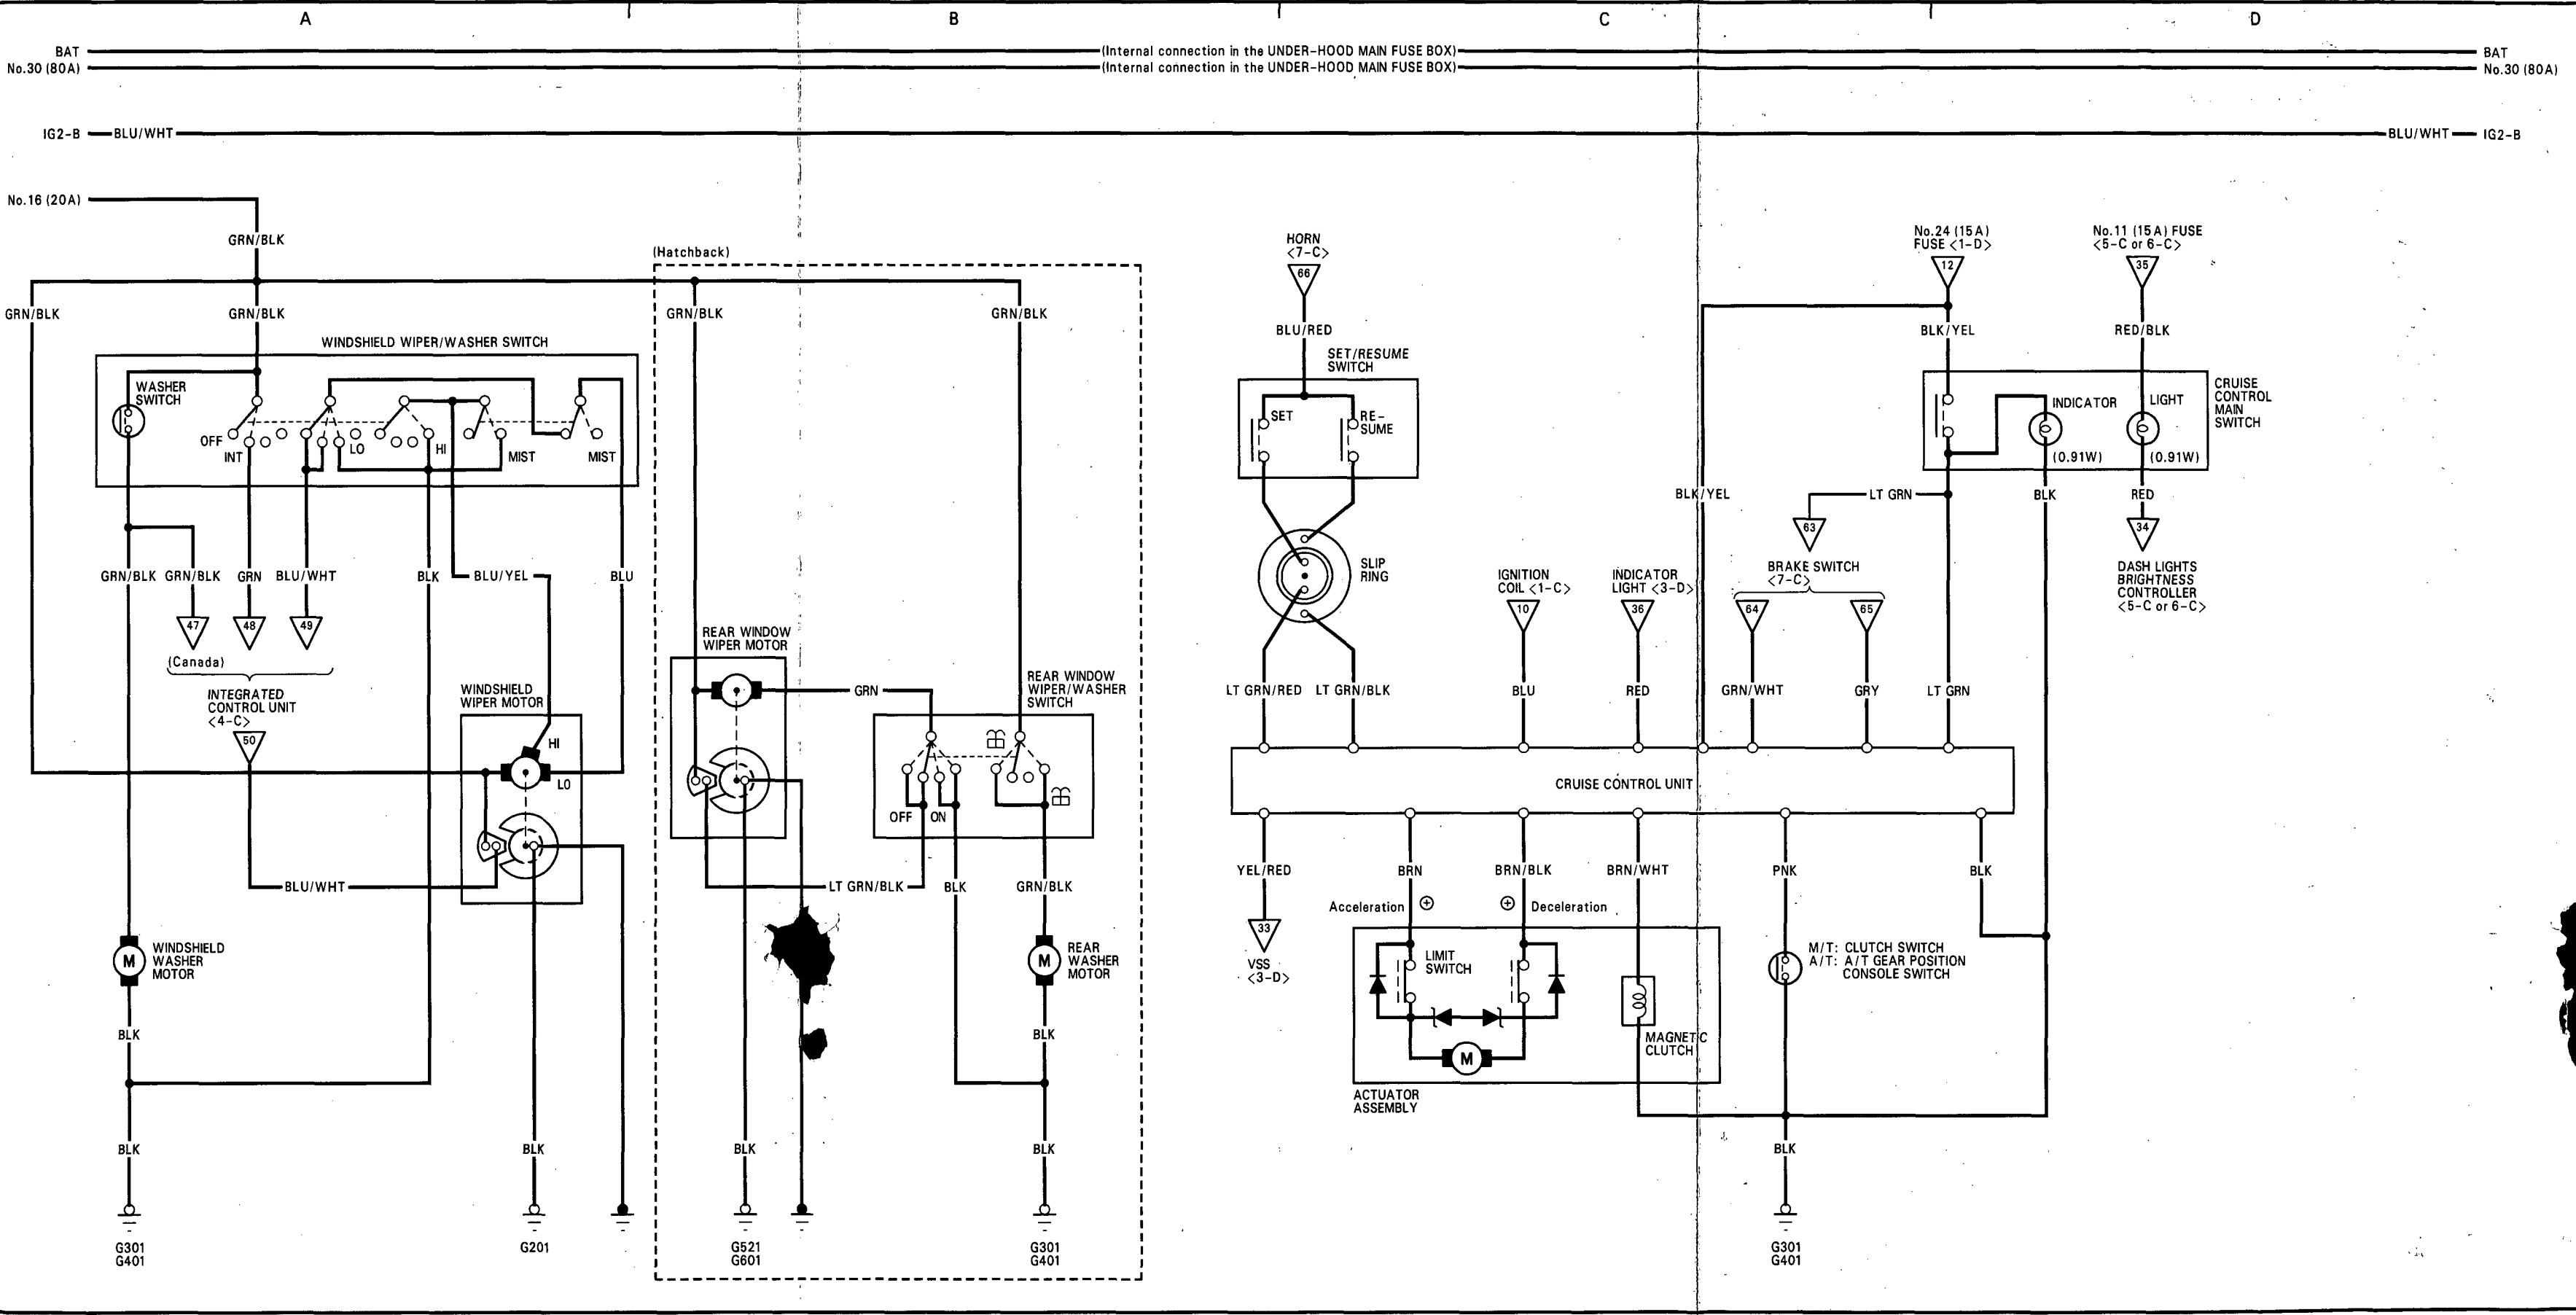 A
B
C
D
BAT
(Internal connection in the UNDER-HOOD MAIN FUSE BOX)
BAT
No.30 (80A)
(Internal connection in the UNDER-HOOD MAIN FUSE BOX)
No.30 (80A)
IG2-B
BLU/WHT
BLU/WHT
IG2-B
No.16 (20A)
GRN/BLK
GRN/BLK
GRN/BLK
WINDSHIELD WIPER/WASHER SWITCH
WASHER
SWITCH
OFF
INT
LO
HI
MIST
MIST
GRN/BLK
GRN/BLK
GRN
BLU/WHT
BLK
BLU/YEL
BLU
47
48
49
(Canada)
INTEGRATED
CONTROL UNIT
<4-C>
50
WINDSHIELD
WIPER MOTOR
HI
LO
BLU/WHT
M
WINDSHIELD
WASHER
MOTOR
BLK
BLK
BLK
G301
G401
G201
(Hatchback)
GRN/BLK
GRN/BLK
REAR WINDOW
WIPER MOTOR
GRN
REAR WINDOW
WIPER/WASHER
SWITCH
OFF
ON
LT GRN/BLK
BLK
GRN/BLK
M
REAR
WASHER
MOTOR
BLK
BLK
BLK
G521
G601
G301
G401
HORN
<7-C>
66
BLU/RED
SET/RESUME
SWITCH
SET
RE-
SUME
SLIP
RING
LT GRN/RED
LT GRN/BLK
IGNITION
COIL <1-C>
10
BLU
INDICATOR
LIGHT <3-D>
36
RED
BLK/YEL
No.24 (15A)
FUSE <1-D>
12
BLK/YEL
No.11 (15A) FUSE
<5-C or 6-C>
35
RED/BLK
CRUISE
CONTROL
MAIN
SWITCH
INDICATOR
LIGHT
(0.91W)
(0.91W)
LT GRN
BLK
RED
63
34
BRAKE SWITCH
<7-C>
DASH LIGHTS
BRIGHTNESS
CONTROLLER
<5-C or 6-C>
64
65
GRN/WHT
GRY
LT GRN
CRUISE CONTROL UNIT
YEL/RED
BRN
BRN/BLK
BRN/WHT
PNK
BLK
33
VSS
<3-D>
Acceleration
+
+
Deceleration
LIMIT
SWITCH
M
MAGNETIC
CLUTCH
ACTUATOR
ASSEMBLY
M/T: CLUTCH SWITCH
A/T: A/T GEAR POSITION
CONSOLE SWITCH
BLK
G301
G401